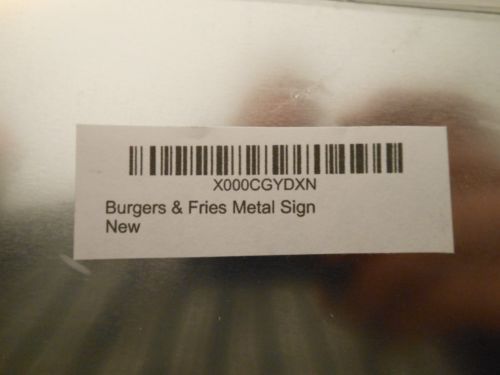 X000CGYDXN
Burgers & Fries Metal Sign
New